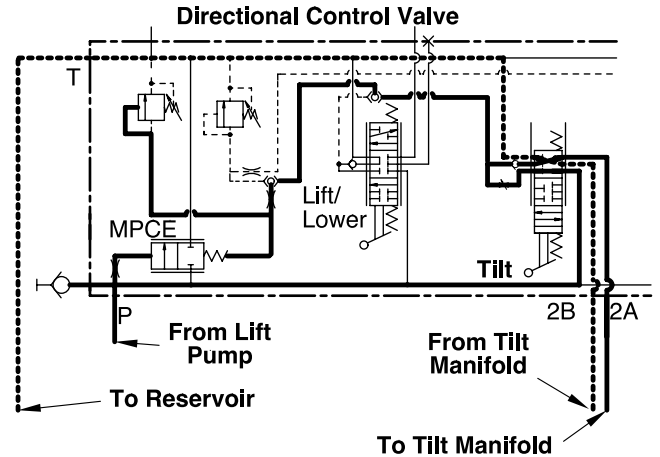 Directional Control Valve
T
Lift/
Lower
MPCE
Tilt
P
2B
2A
From Lift
Pump
From Tilt
Manifold
To Reservoir
To Tilt Manifold